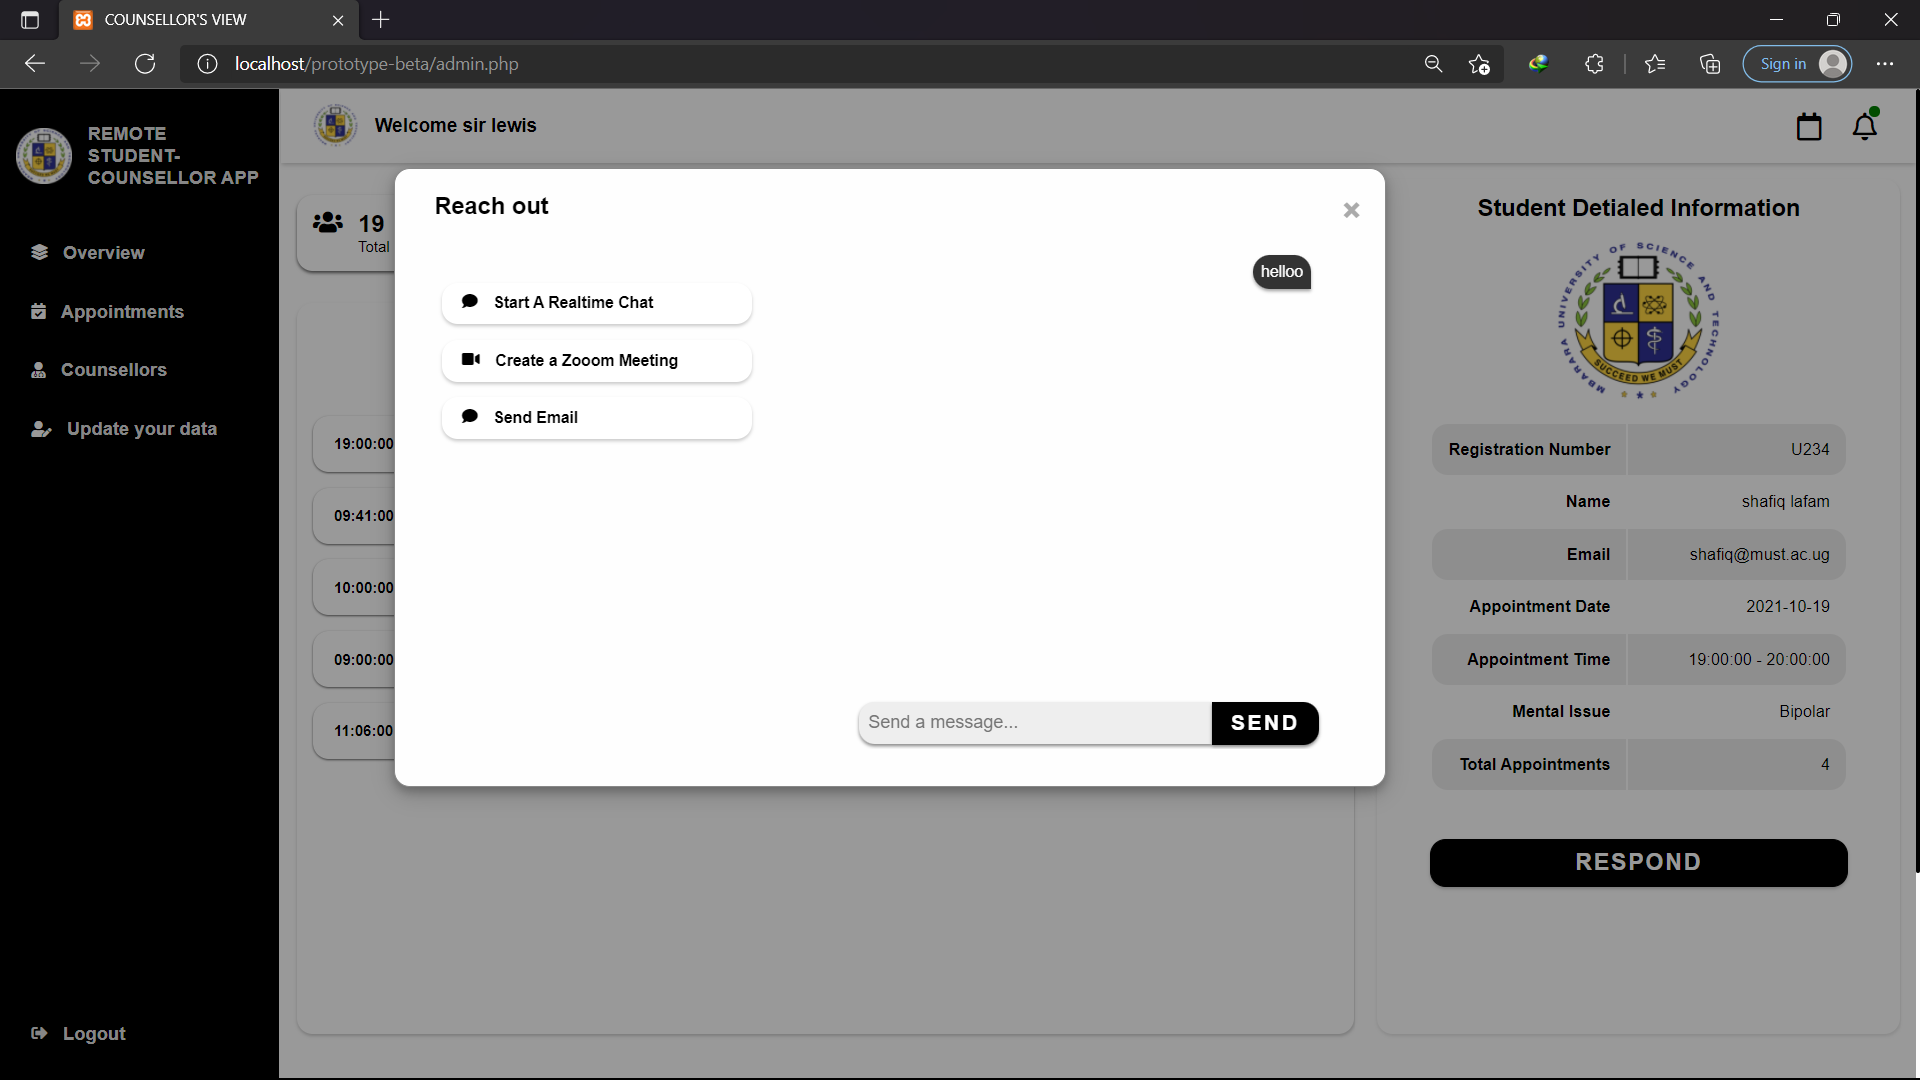 COUNSELLOR'S VIEW
localhost/prototype-beta/admin.php
Sign in
REMOTE
STUDENT-
COUNSELLOR APP
Overview
Appointments
Counsellors
Update your data
Logout
Welcome sir lewis
19
Total
19:00:00
09:41:00
10:00:00
09:00:00
11:06:00
Reach out
×
Start A Realtime Chat
Create a Zooom Meeting
Send Email
helloo
Send a message...
SEND
Student Detialed Information
MBARARA UNIVERSITY OF SCIENCE AND TECHNOLOGY
SUCCEED WE MUST
Registration Number U234
Name shafiq lafam
Email shafiq@must.ac.ug
Appointment Date 2021-10-19
Appointment Time 19:00:00 - 20:00:00
Mental Issue Bipolar
Total Appointments 4
RESPOND